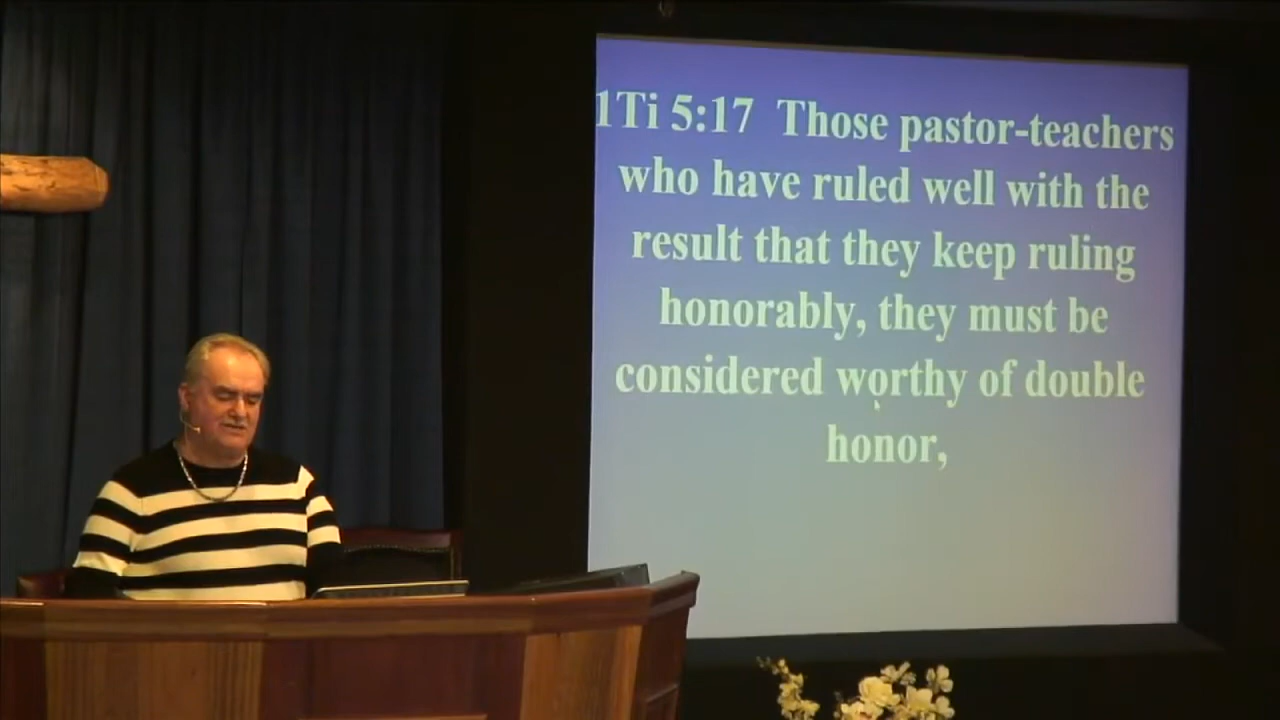 1Ti 5:17 Those pastor-teachers
who have ruled well with the
result that they keep ruling
honorably, they must be
considered worthy of double
honor,